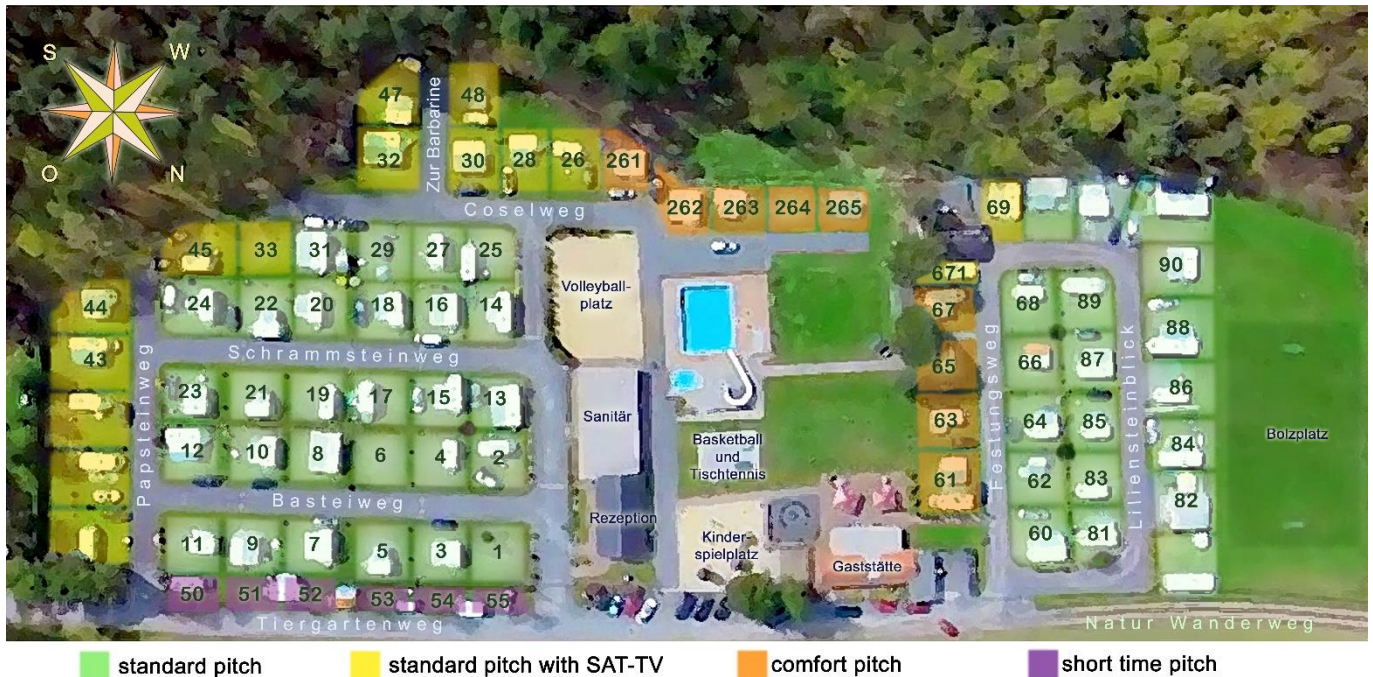 S
W
O
N
47
48
Zur Barbarine
32
30
28
26
261
Coselweg
262
263
264
265
69
45
33
31
29
27
25
24
22
20
18
16
14
44
43
Schrammsteinweg
Volleyball-
platz
671
67
68
89
90
65
66
87
88
Festungsweg
Liliensteinblick
23
21
19
17
15
13
12
10
8
6
4
2
Papsteinweg
Sanitär
Basketball
und
Tischtennis
63
64
85
86
84
Bolzplatz
61
62
83
82
Basteiweg
Rezeption
Kinder-
spielplatz
Gaststätte
60
81
11
9
7
5
3
1
50
51
52
53
54
55
Tiergartenweg
Natur Wanderweg
standard pitch
standard pitch with SAT-TV
comfort pitch
short time pitch